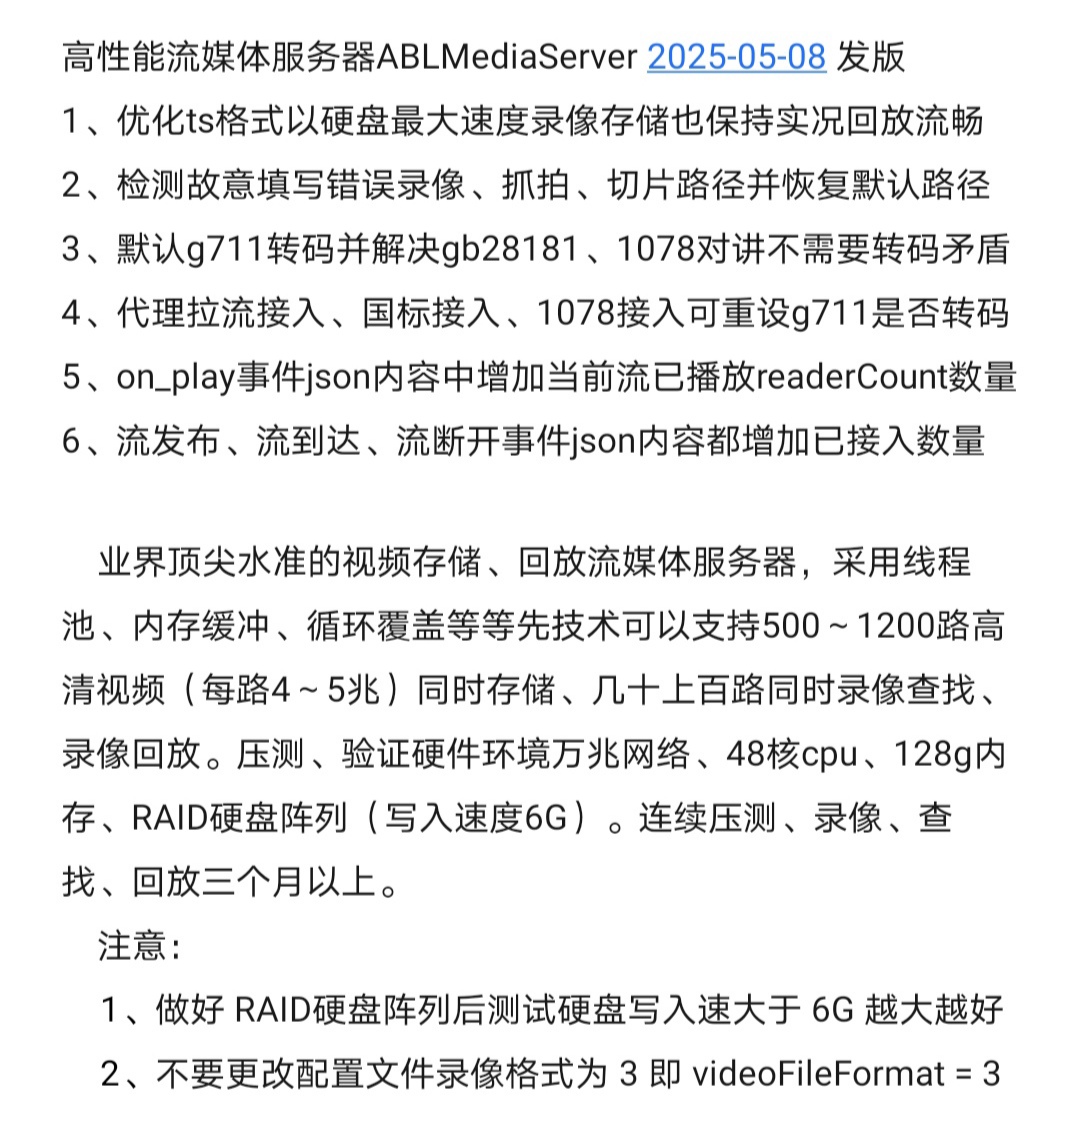 高性能流媒体服务器ABLMediaServer 2025-05-08 发版
1、优化ts格式以硬盘最大速度录像存储也保持实况回放流畅
2、检测故意填写错误录像、抓拍、切片路径并恢复默认路径
3、默认g711转码并解决gb28181、1078对讲不需要转码矛盾
4、代理拉流接入、国标接入、1078接入可重设g711是否转码
5、on_play事件json内容中增加当前流已播放readerCount数量
6、流发布、流到达、流断开事件json内容都增加已接入数量
业界顶尖水准的视频存储、回放流媒体服务器，采用线程
池、内存缓冲、循环覆盖等等先技术可以支持500～1200路高
清视频（每路4～5兆）同时存储、几十上百路同时录像查找、
录像回放。压测、验证硬件环境万兆网络、48核cpu、128g内
存、RAID硬盘阵列（写入速度6G）。连续压测、录像、查
找、回放三个月以上。
注意：
1、做好 RAID硬盘阵列后测试硬盘写入速大于 6G 越大越好
2、不要更改配置文件录像格式为 3 即 videoFileFormat = 3